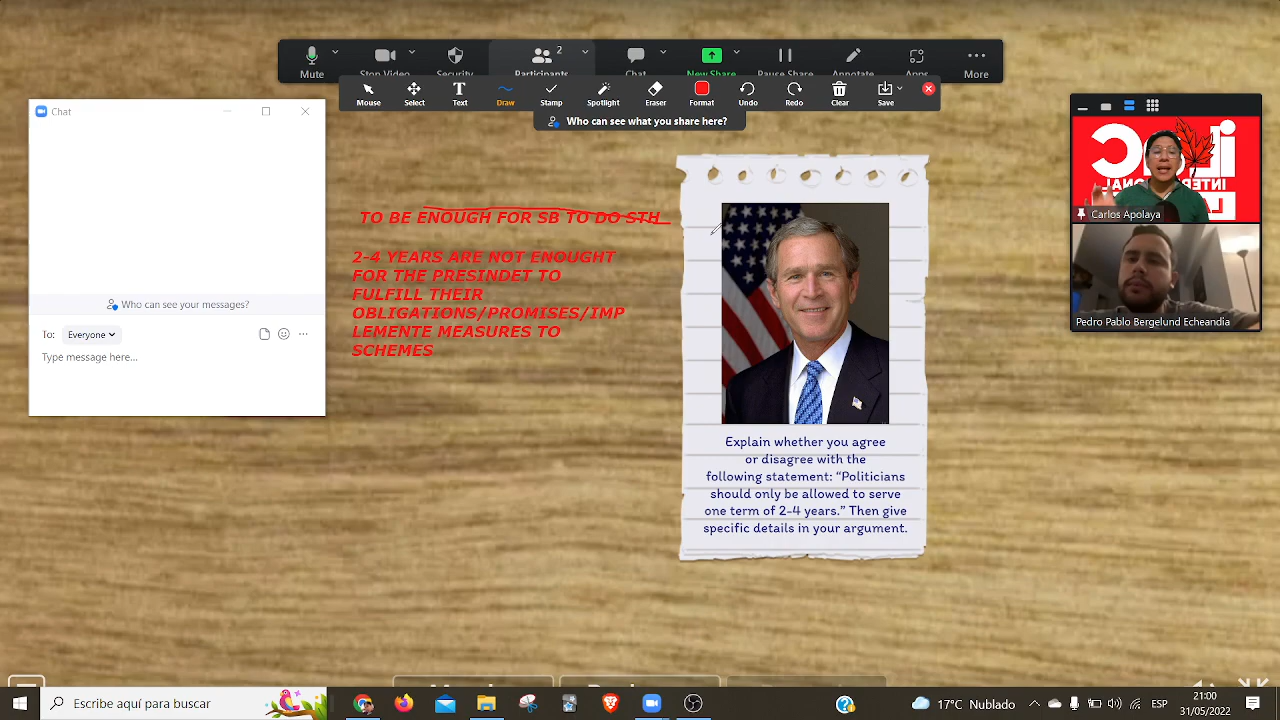 2
Mute
Stop Video
Security
Participants
Chat
New Share
Pause Share
Annotate
Apps
More
Mouse
Select
Text
Draw
Stamp
Spotlight
Eraser
Format
Undo
Redo
Clear
Save
Who can see what you share?
Chat
Who can see your messages?
To: Everyone
Type message here...
TO BE ENOUGH FOR SB TO DO STH
2-4 YEARS ARE NOT ENOUGHT
FOR THE PRESINDET TO
FULFILL THEIR
OBLIGATIONS/PROMISES/IMP
LEMENTE MEASURES TO
SCHEMES
Explain whether you agree
or disagree with the
following statement: “Politicians
should only be allowed to serve
one term of 2-4 years.” Then give
specific details in your argument.
Carlos Apolaya
Pedro Pablo Bergelund Echeandia
Escribe aquí para buscar
17°C Nublado
ESP
21:00
31/05/2022